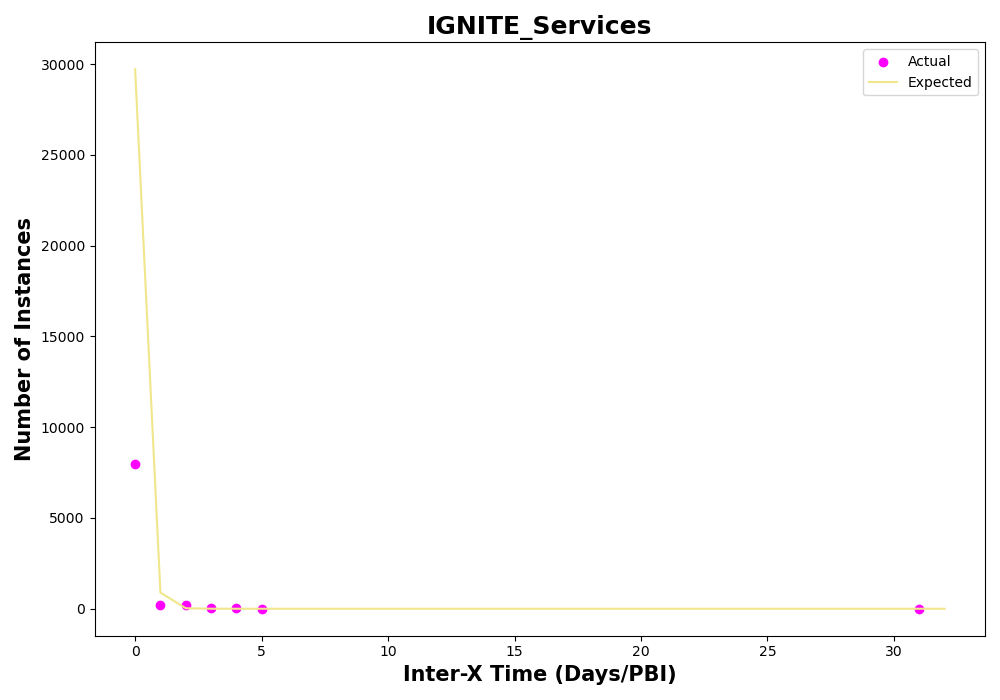 IGNITE_Services
Actual
Expected
30000
25000
20000
15000
10000
5000
0
Number of Instances
0 5 10 15 20 25 30
Inter-X Time (Days/PBI)